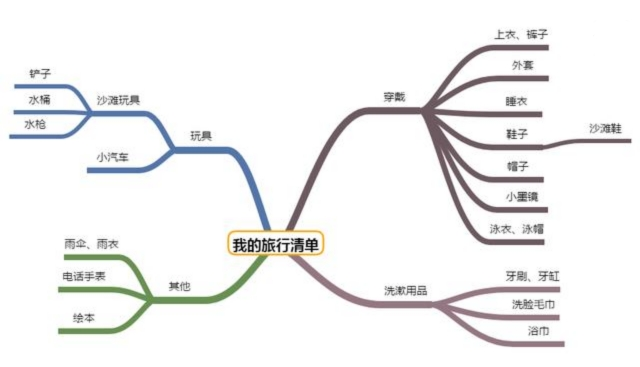 我的旅行清单
玩具
沙滩玩具
铲子
水桶
水枪
小汽车
其他
雨伞、雨衣
电话手表
绘本
穿戴
上衣、裤子
外套
睡衣
鞋子
沙滩鞋
帽子
小墨镜
泳衣、泳帽
洗漱用品
牙刷、牙缸
洗脸毛巾
浴巾